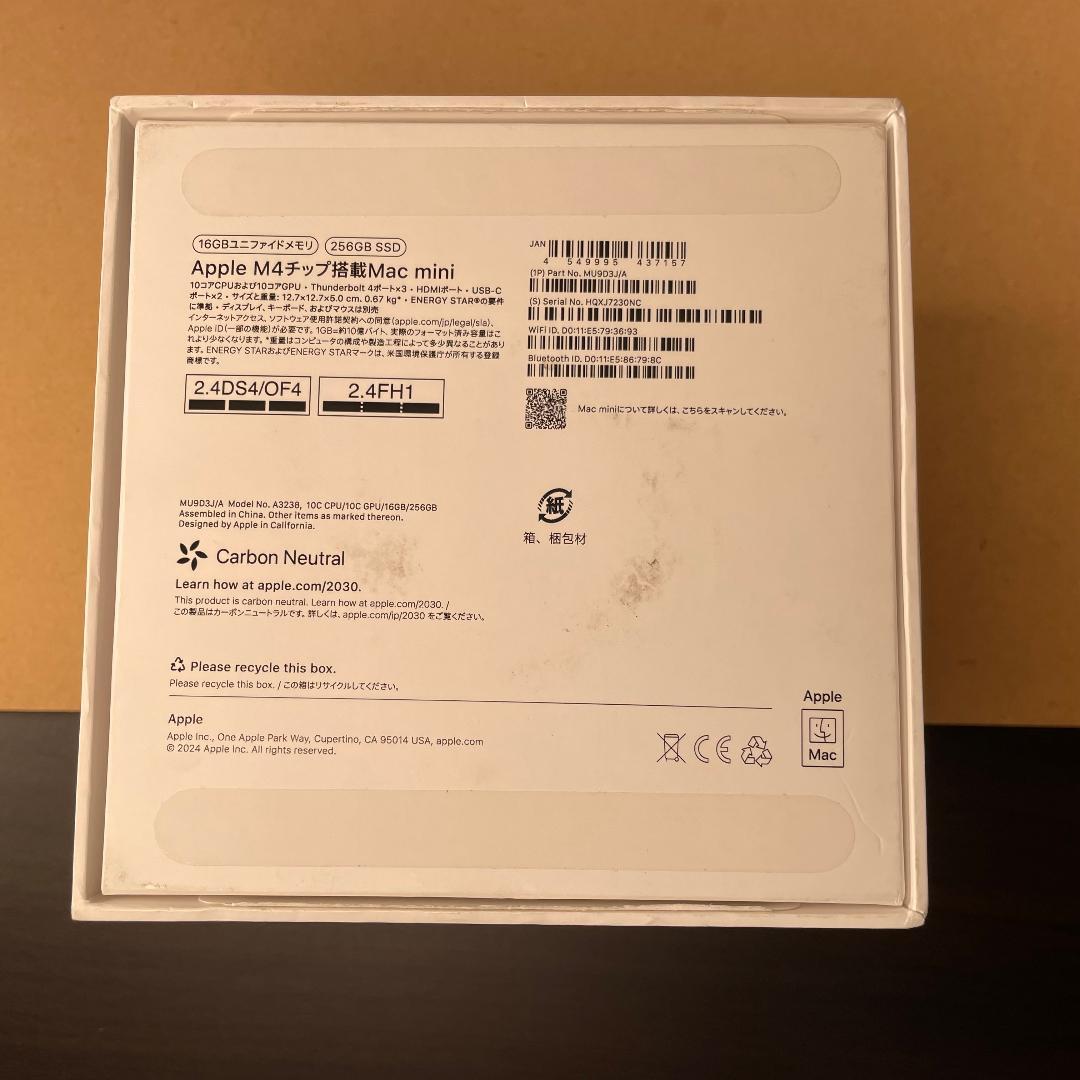 16GBユニファイドメモリ 256GB SSD
Apple M4チップ搭載Mac mini
10コアCPUおよび10コアGPU・Thunderbolt 4ポート×3・HDMIポート・USB-C
ポート×2・サイズと重量: 12.7×12.7×5.0 cm、0.67 kg*・ENERGY STAR®の要件
に準拠・ディスプレイ、キーボード、およびマウスは別売
インターネットアクセス、ソフトウェア使用許諾契約への同意(apple.com/jp/legal/sla)、
Apple ID(一部の機能)が必要です。1GB=約10億バイト、実際のフォーマット済み容量はこ
れより少なくなります。*重量はコンピュータの構成や製造工程によって多少異なることがあり
ます。ENERGY STARおよびENERGY STARマークは、米国環境保護庁が所有する登録
商標です。
2.4DS4/OF4
2.4FH1
JAN
4 549995 437157
(1P) Part No. MU9D3J/A
(S) Serial No. HQXJ7230NC
WiFi ID. D0:11:E5:79:36:93
Bluetooth ID. D0:11:E5:86:79:8C
Mac miniについて詳しくは、こちらをスキャンしてください。
MU9D3J/A Model No. A3238, 10C CPU/10C GPU/16GB/256GB
Assembled in China. Other items as marked thereon.
Designed by Apple in California.
紙
箱、梱包材
Carbon Neutral
Learn how at apple.com/2030.
This product is carbon neutral. Learn how at apple.com/2030. /
この製品はカーボンニュートラルです。詳しくは、apple.com/jp/2030 をご覧ください。
Please recycle this box.
Please recycle this box. / この箱はリサイクルしてください。
Apple
Apple Inc., One Apple Park Way, Cupertino, CA 95014 USA, apple.com
© 2024 Apple Inc. All rights reserved.
CE
Apple
Mac